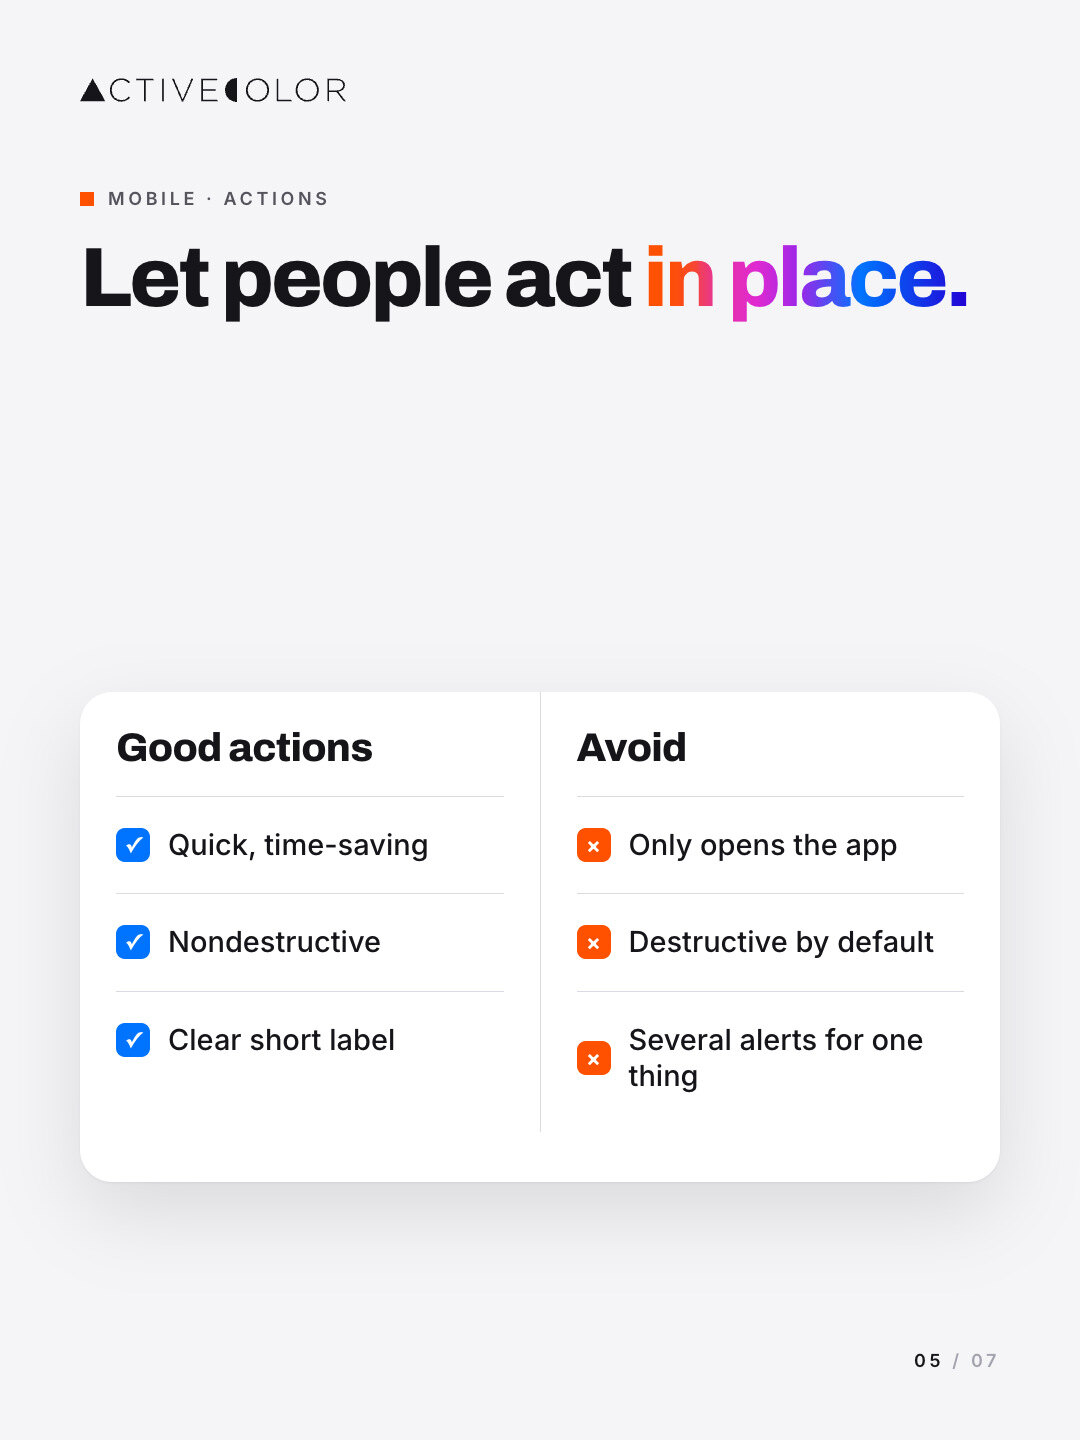 ACTIVECOLOR
MOBILE · ACTIONS
Let people act in place.
Good actions
Quick, time-saving
Nondestructive
Clear short label
Avoid
Only opens the app
Destructive by default
Several alerts for one
thing
05 / 07